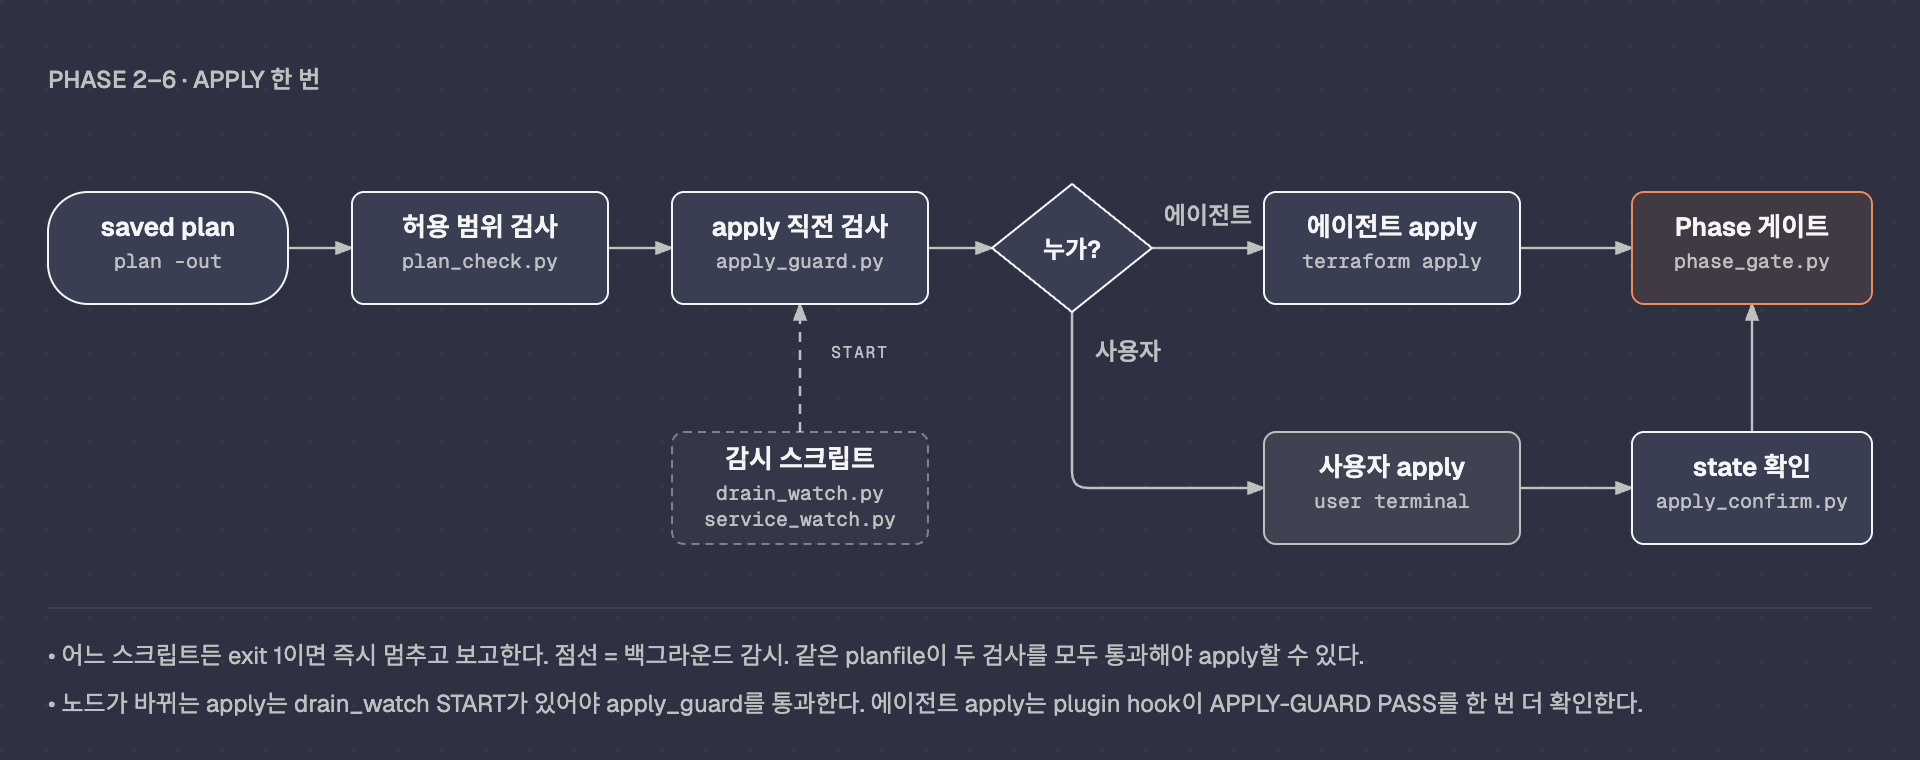 PHASE 2–6 · APPLY 한 번
saved plan
plan -out
허용 범위 검사
plan_check.py
apply 직전 검사
apply_guard.py
누가?
에이전트
에이전트 apply
terraform apply
Phase 게이트
phase_gate.py
START
사용자
감시 스크립트
drain_watch.py
service_watch.py
사용자 apply
user terminal
state 확인
apply_confirm.py
• 어느 스크립트든 exit 1이면 즉시 멈추고 보고한다. 점선 = 백그라운드 감시. 같은 planfile이 두 검사를 모두 통과해야 apply할 수 있다.
• 노드가 바뀌는 apply는 drain_watch START가 있어야 apply_guard를 통과한다. 에이전트 apply는 plugin hook이 APPLY-GUARD PASS를 한 번 더 확인한다.